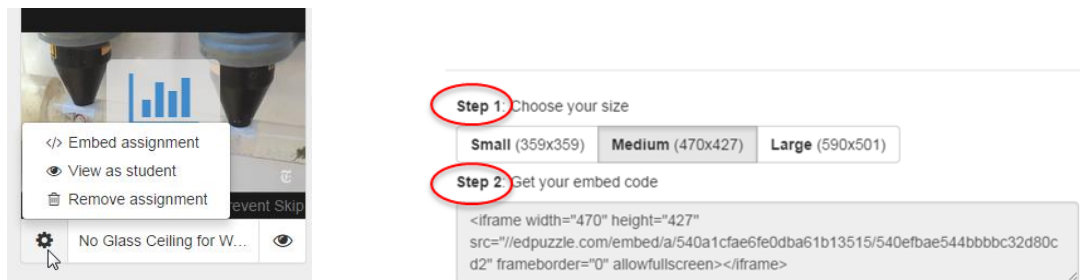 Embed assignment
View as student
Remove assignment
revent Skip
No Glass Ceiling for W...
Step 1: Choose your size
Small (359x359) Medium (470x427) Large (590x501)
Step 2: Get your embed code
<iframe width="470" height="427"
src="//edpuzzle.com/embed/a/540a1cfae6fe0dba61b13515/540efbae544bbbbc32d80c
d2" frameborder="0" allowfullscreen></iframe>